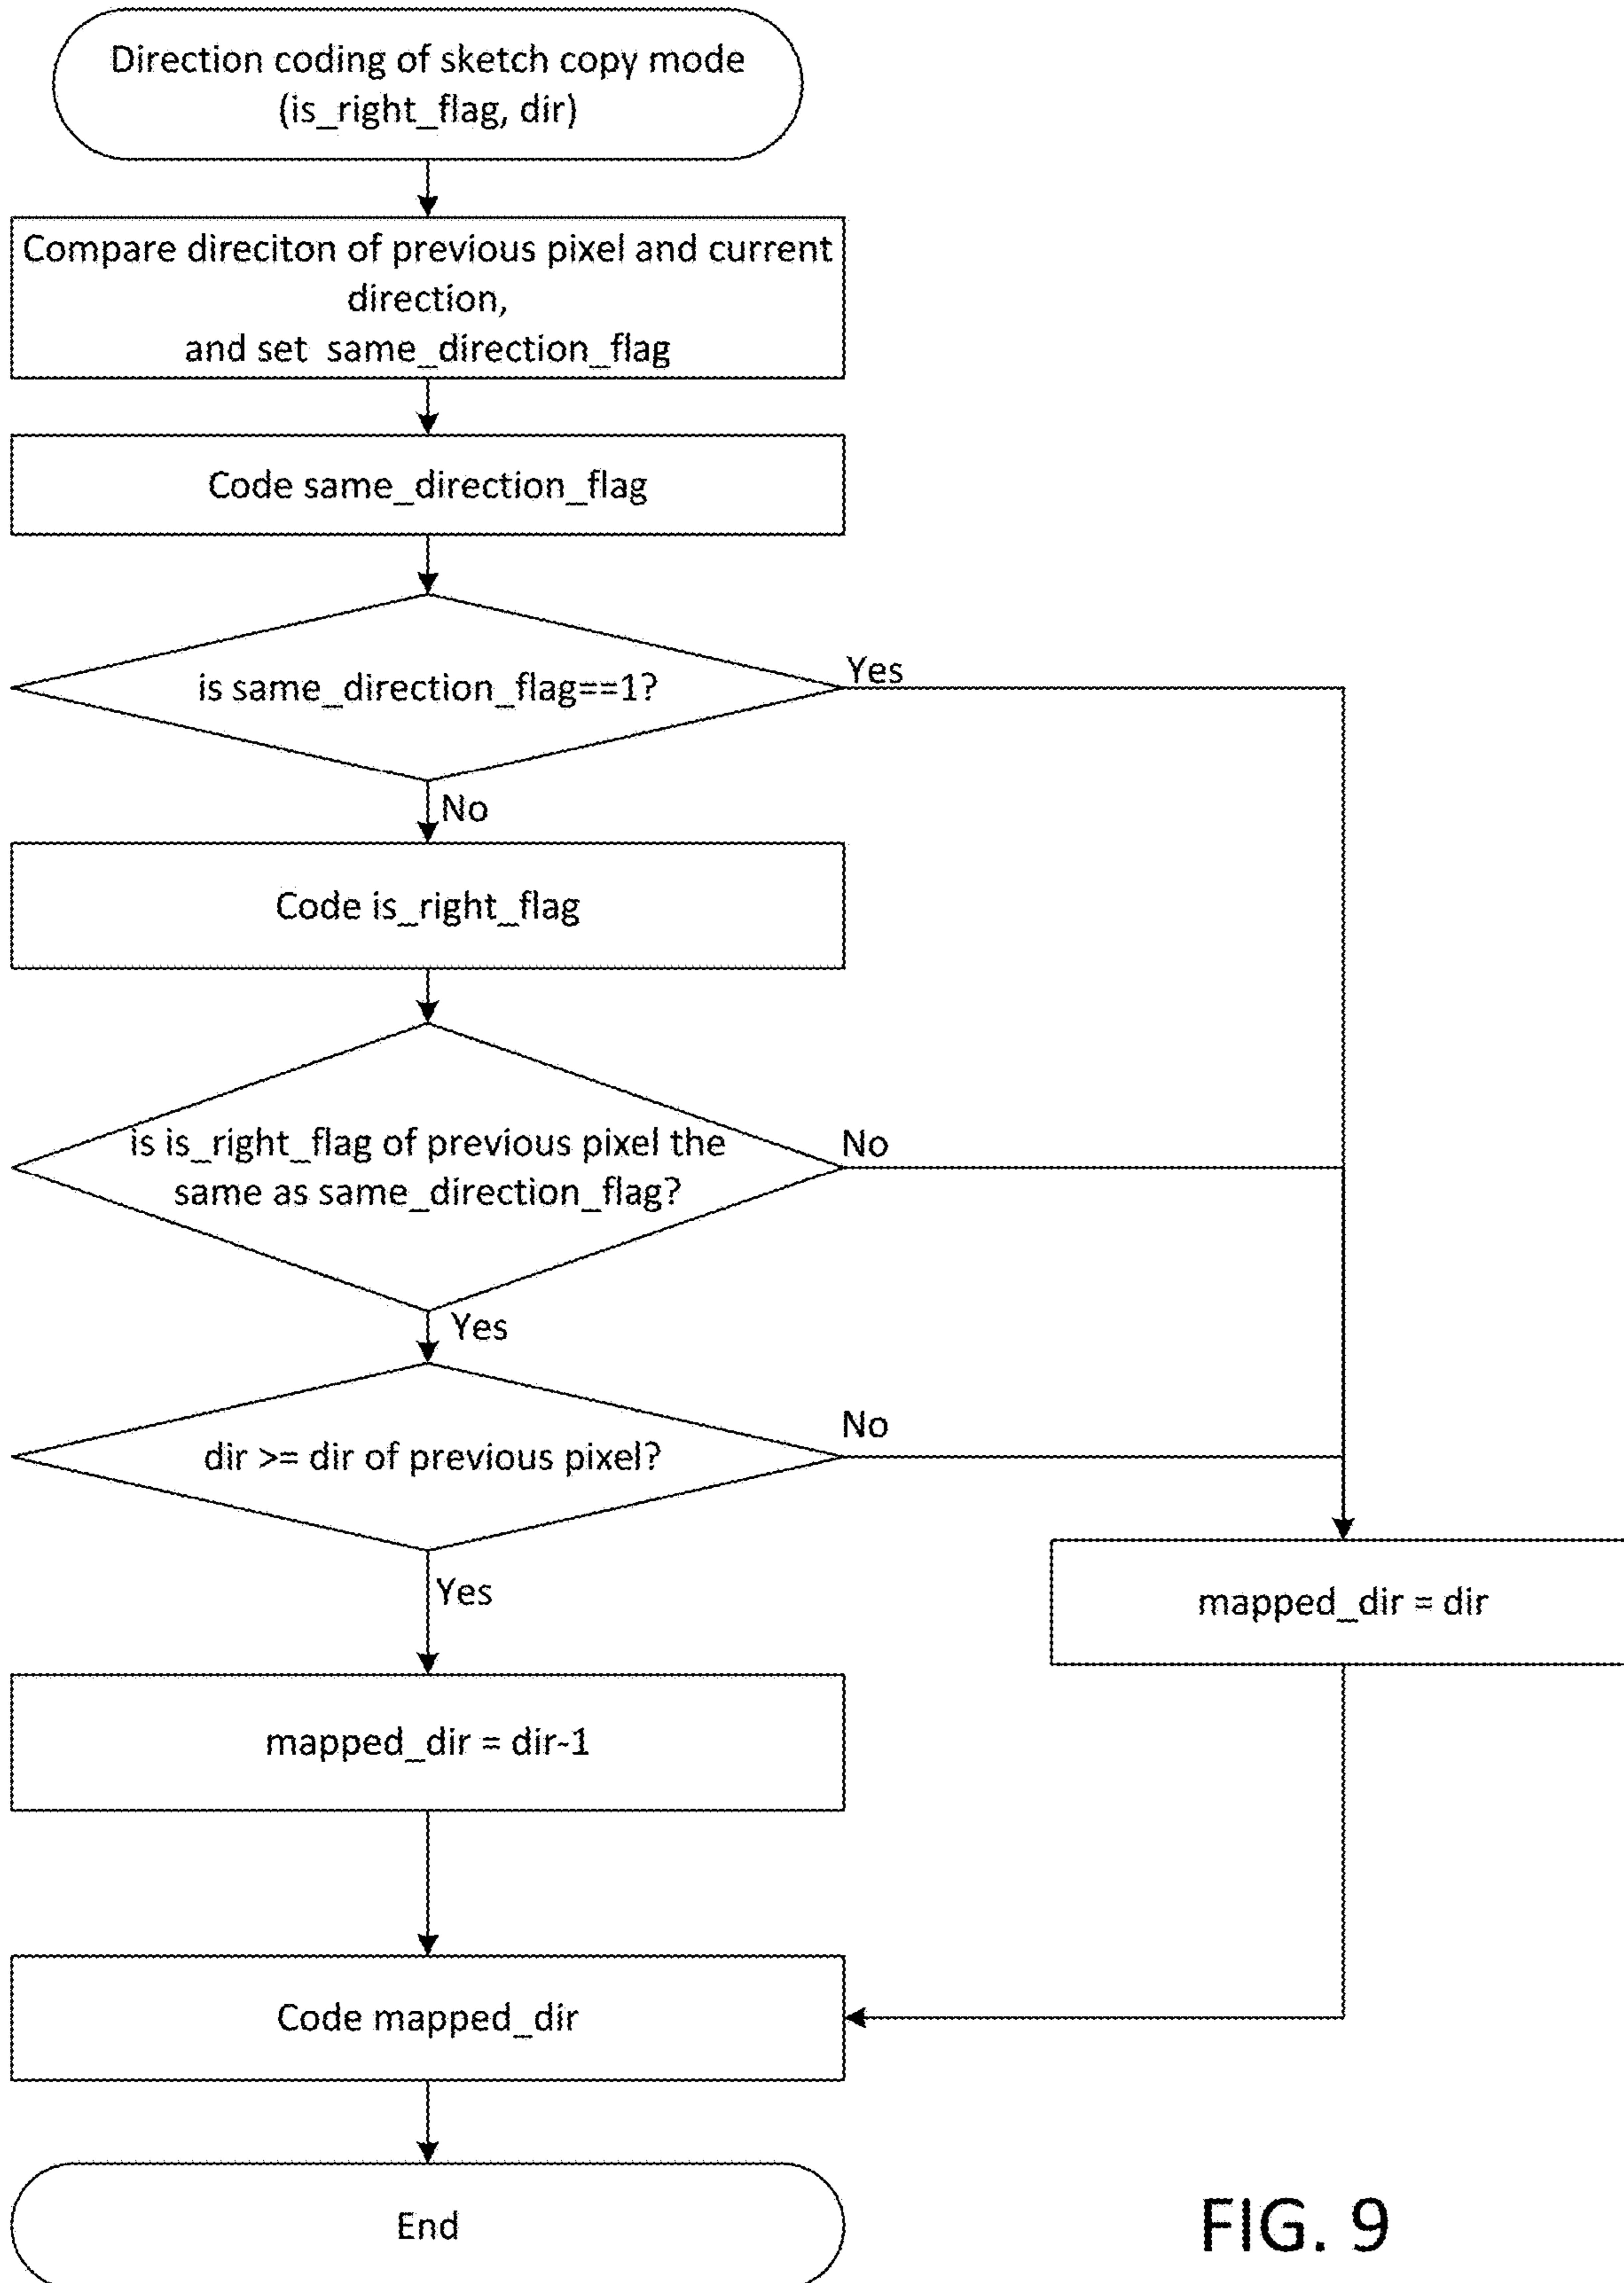 Direction coding of sketch copy mode
(is_right_flag, dir)
Compare direciton of previous pixel and current
direction,
and set same_direction_flag
Code same_direction_flag
is same_direction_flag==1?
Yes
No
Code is_right_flag
is is_right_flag of previous pixel the
same as same_direction_flag?
No
Yes
dir >= dir of previous pixel?
No
Yes
mapped_dir = dir
mapped_dir = dir-1
Code mapped_dir
End
FIG. 9